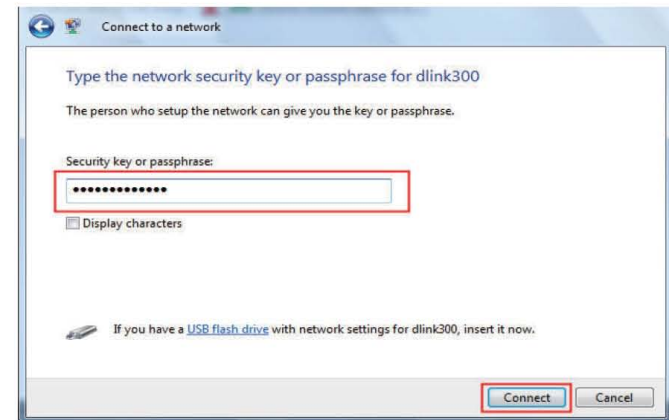 Connect to a network
Type the network security key or passphrase for dlink300
The person who setup the network can give you the key or passphrase.
Security key or passphrase:
•••••••••••••
Display characters
If you have a USB flash drive with network settings for dlink300, insert it now.
Connect Cancel